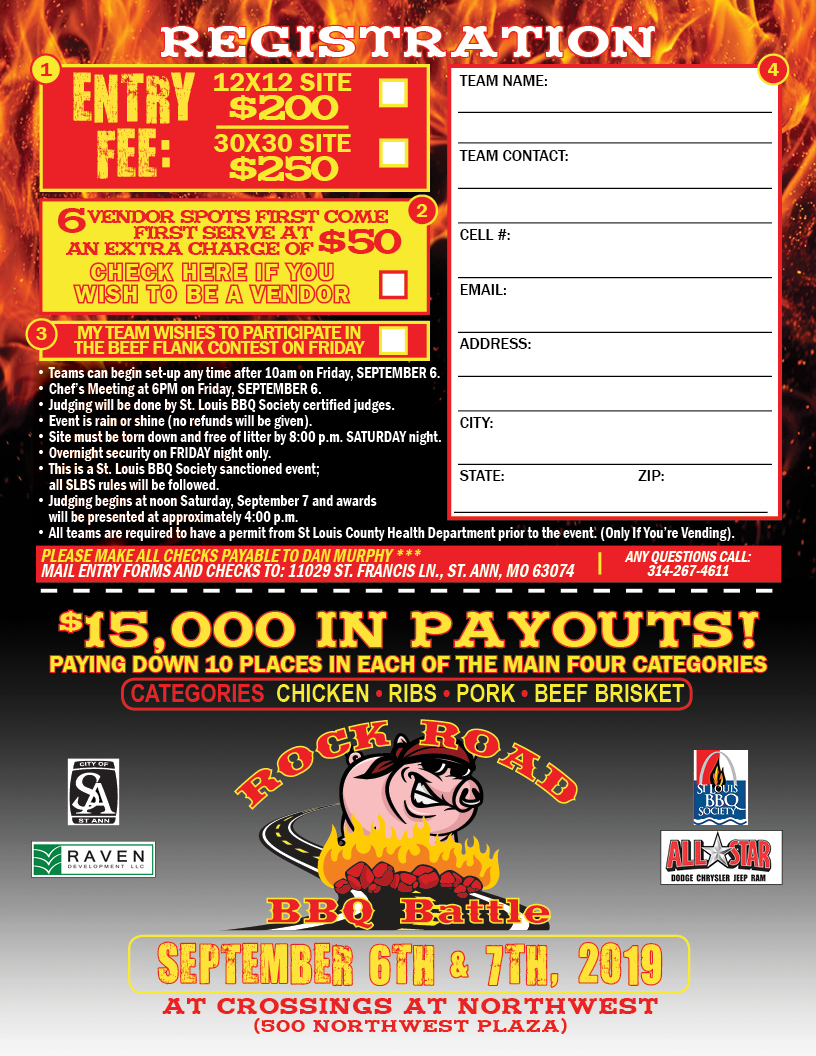 REGISTRATION
1
ENTRY
FEE:
12X12 SITE
$200
30X30 SITE
$250
2
6 VENDOR SPOTS FIRST COME
FIRST SERVE AT
AN EXTRA CHARGE OF $50
CHECK HERE IF YOU
WISH TO BE A VENDOR
3
MY TEAM WISHES TO PARTICIPATE IN
THE BEEF FLANK CONTEST ON FRIDAY
4
TEAM NAME:
TEAM CONTACT:
CELL #:
EMAIL:
ADDRESS:
CITY:
STATE: ZIP:
• Teams can begin set-up any time after 10am on Friday, SEPTEMBER 6.
• Chef's Meeting at 6PM on Friday, SEPTEMBER 6.
• Judging will be done by St. Louis BBQ Society certified judges.
• Event is rain or shine (no refunds will be given).
• Site must be torn down and free of litter by 8:00 p.m. SATURDAY night.
• Overnight security on FRIDAY night only.
• This is a St. Louis BBQ Society sanctioned event;
all SLBS rules will be followed.
• Judging begins at noon Saturday, September 7 and awards
will be presented at approximately 4:00 p.m.
• All teams are required to have a permit from St Louis County Health Department prior to the event. (Only If You're Vending).
PLEASE MAKE ALL CHECKS PAYABLE TO DAN MURPHY ***
MAIL ENTRY FORMS AND CHECKS TO: 11029 ST. FRANCIS LN., ST. ANN, MO 63074
ANY QUESTIONS CALL:
314-267-4611
$15,000 IN PAYOUTS!
PAYING DOWN 10 PLACES IN EACH OF THE MAIN FOUR CATEGORIES
CATEGORIES CHICKEN • RIBS • PORK • BEEF BRISKET
ROCK ROAD
BBQ Battle
CITY OF
SA
ST ANN
RAVEN
DEVELOPMENT LLC
ST LOUIS
BBQ
SOCIETY
ALL STAR
DODGE CHRYSLER JEEP RAM
SEPTEMBER 6TH & 7TH, 2019
AT CROSSINGS AT NORTHWEST
(500 NORTHWEST PLAZA)